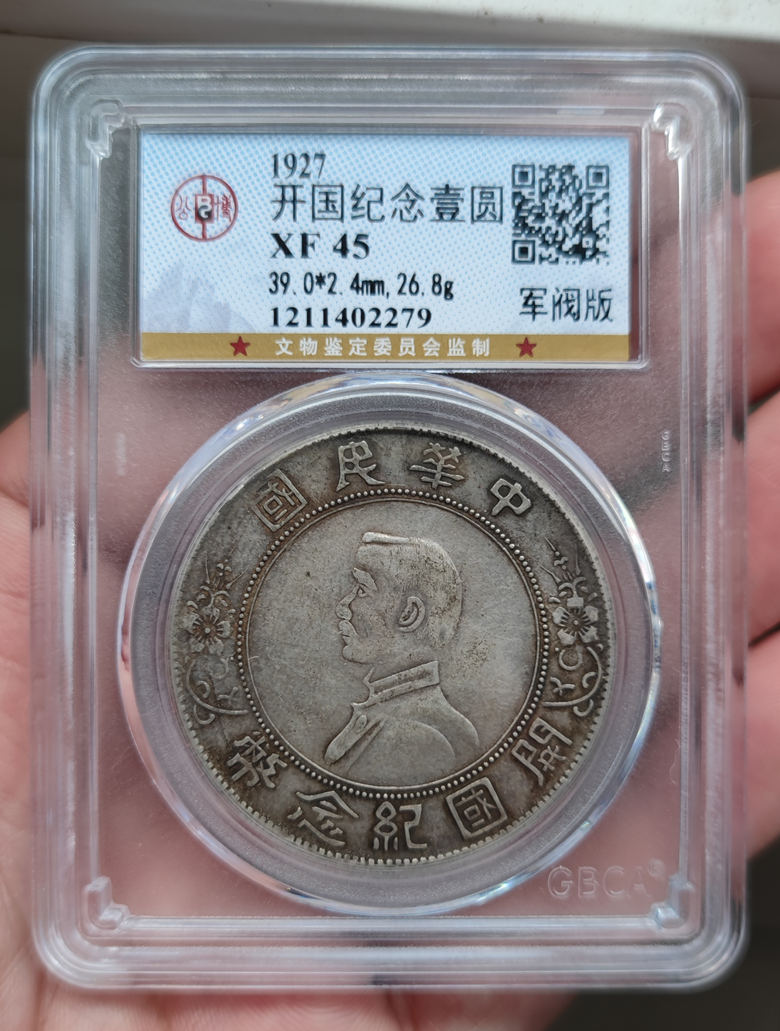 1927
开国纪念壹圆
XF 45
39.0*2.4mm, 26.8g
1211402279
军阀版
公博
文物鉴定委员会监制
國民華中
開國紀念幣
GBCA